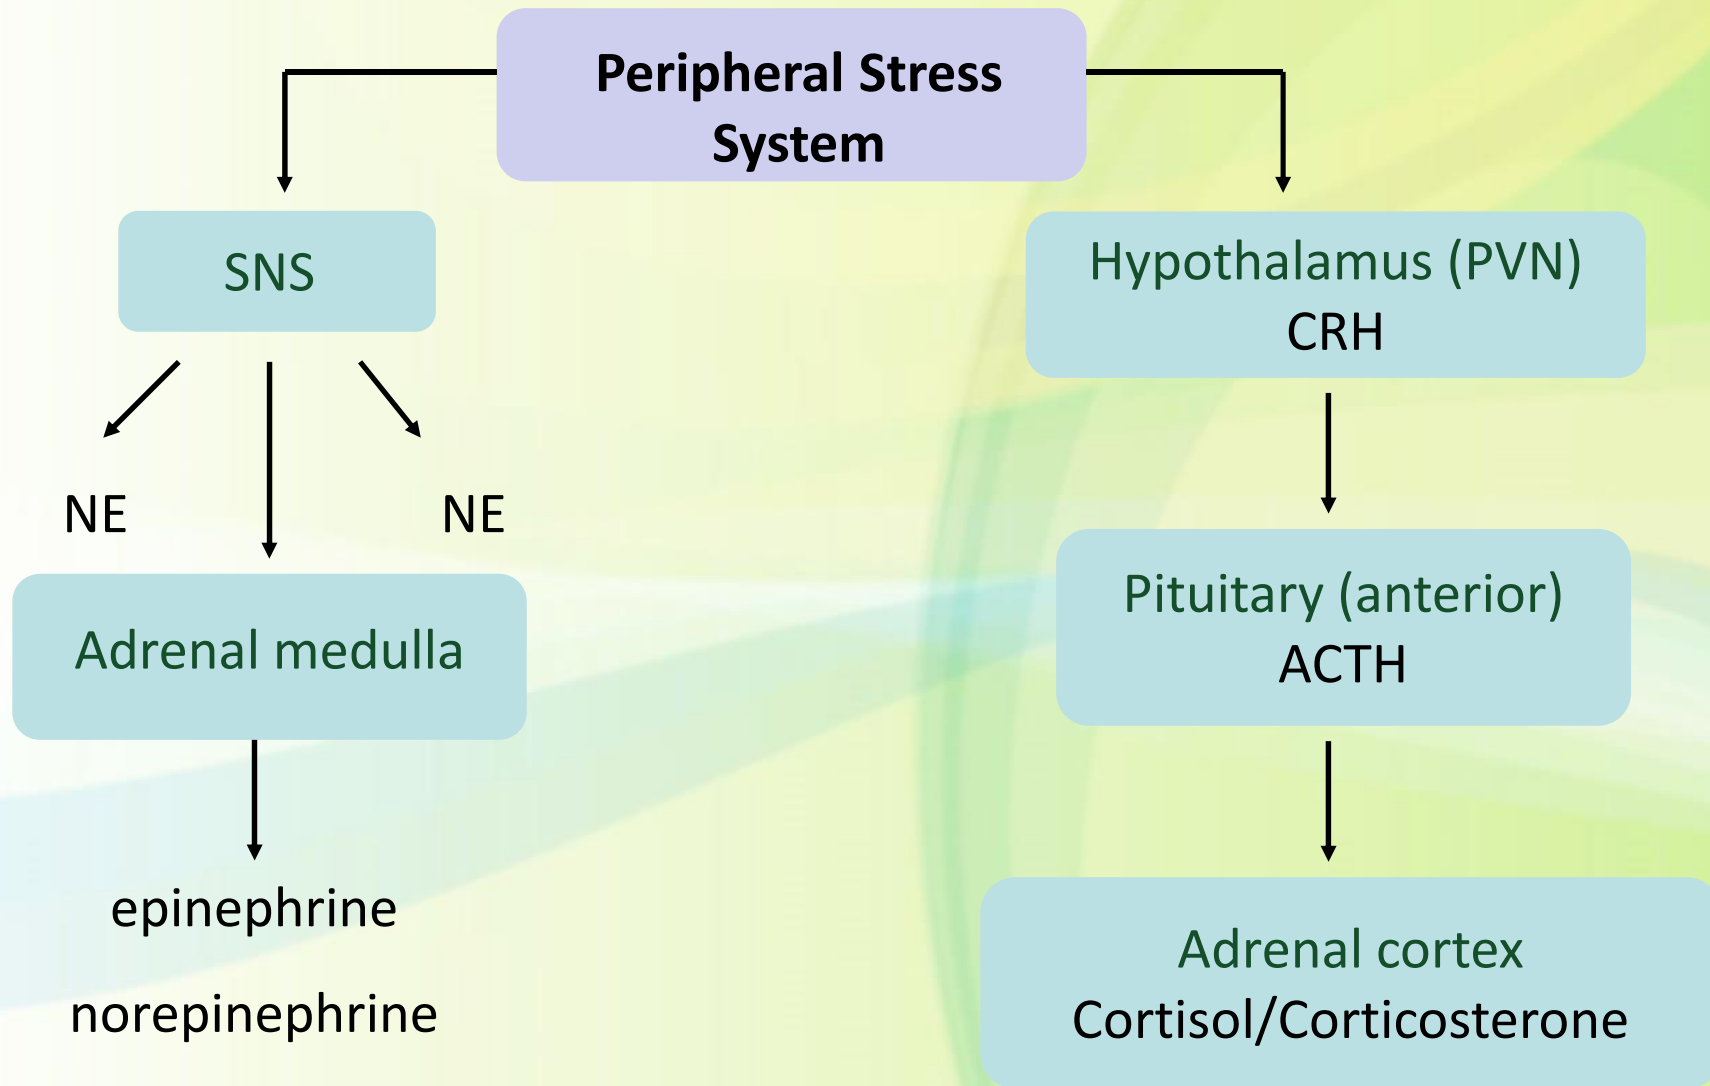 Peripheral Stress
System
SNS
NE
NE
Adrenal medulla
epinephrine
norepinephrine
Hypothalamus (PVN)
CRH
Pituitary (anterior)
ACTH
Adrenal cortex
Cortisol/Corticosterone